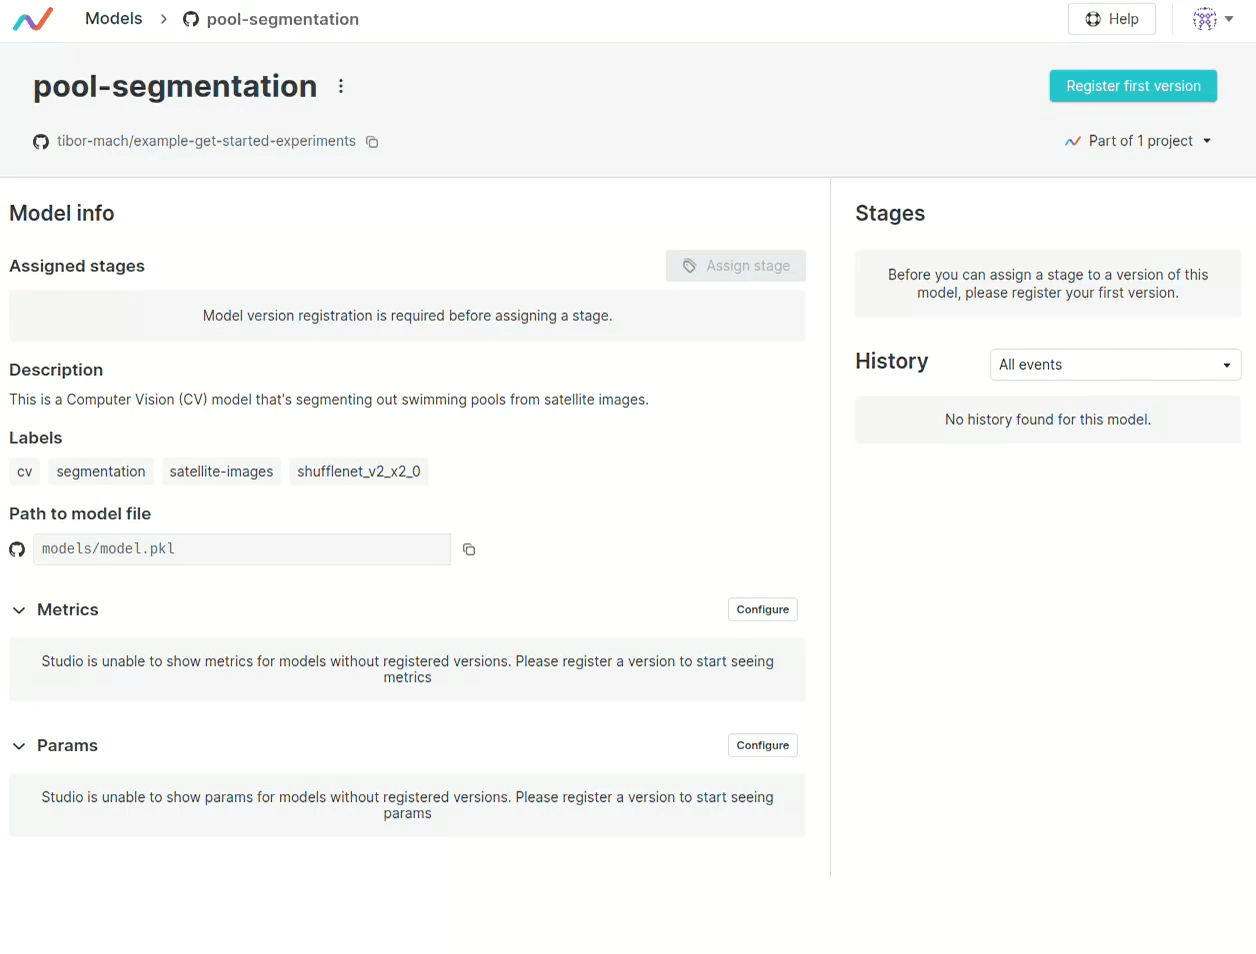 Models
pool-segmentation
Help
pool-segmentation
Register first version
tibor-mach/example-get-started-experiments
Part of 1 project
Model info
Assigned stages
Assign stage
Model version registration is required before assigning a stage.
Description
This is a Computer Vision (CV) model that's segmenting out swimming pools from satellite images.
Labels
cv segmentation satellite-images shufflenet_v2_x2_0
Path to model file
models/model.pkl
Metrics
Configure
Studio is unable to show metrics for models without registered versions. Please register a version to start seeing
metrics
Params
Configure
Studio is unable to show params for models without registered versions. Please register a version to start seeing
params
Stages
Before you can assign a stage to a version of this
model, please register your first version.
History
All events
No history found for this model.